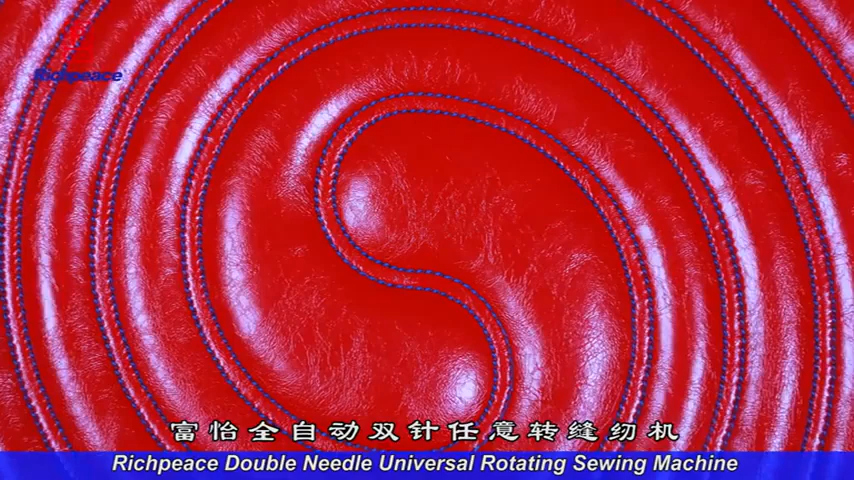 Richpeace
富怡全自动双针任意转缝纫机
Richpeace Double Needle Universal Rotating Sewing Machine